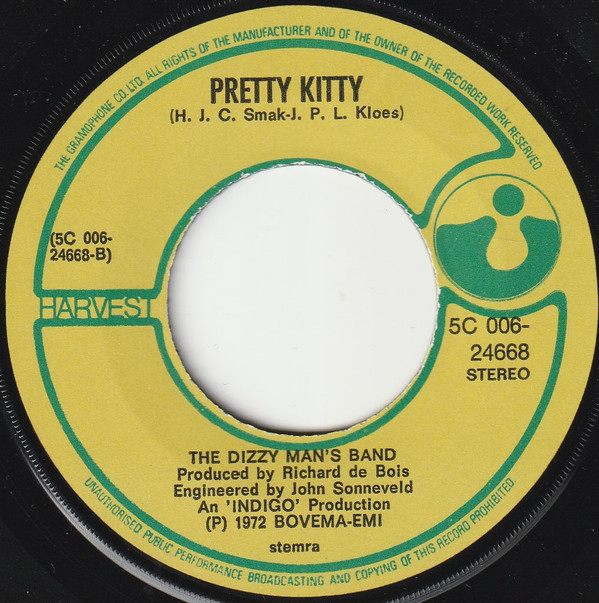 THE GRAMOPHONE CO. LTD. ALL RIGHTS OF THE MANUFACTURER AND OF THE OWNER OF THE RECORDED WORK RESERVED
PRETTY KITTY
(H. J. C. Smak-J. P. L. Kloes)
(5C 006-
24668-B)
HARVEST
5C 006-
24668
STEREO
THE DIZZY MAN'S BAND
Produced by Richard de Bois
Engineered by John Sonneveld
An 'INDIGO' Production
(P) 1972 BOVEMA-EMI
stemra
UNAUTHORISED PUBLIC PERFORMANCE BROADCASTING AND COPYING OF THIS RECORD PROHIBITED.